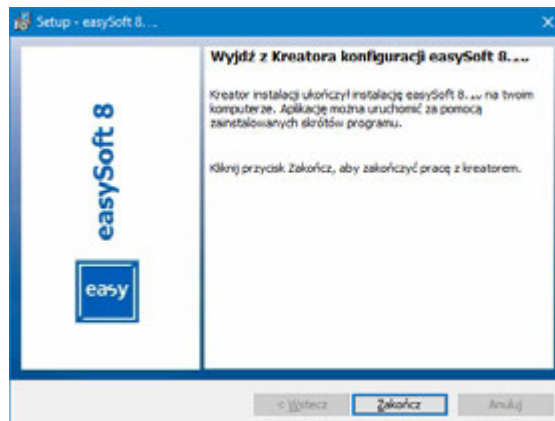 Setup - easySoft 8....
Wyjdź z Kreatora konfiguracji easySoft 8....
Kreator instalacji ukończył instalację easySoft 8.... na twoim
komputerze. Aplikację można uruchomić za pomocą
zainstalowanych skrótów programu.
Kliknij przycisk Zakończ, aby zakończyć pracę z kreatorem.
easySoft 8
easy
< Wstecz
Zakończ
Anuluj